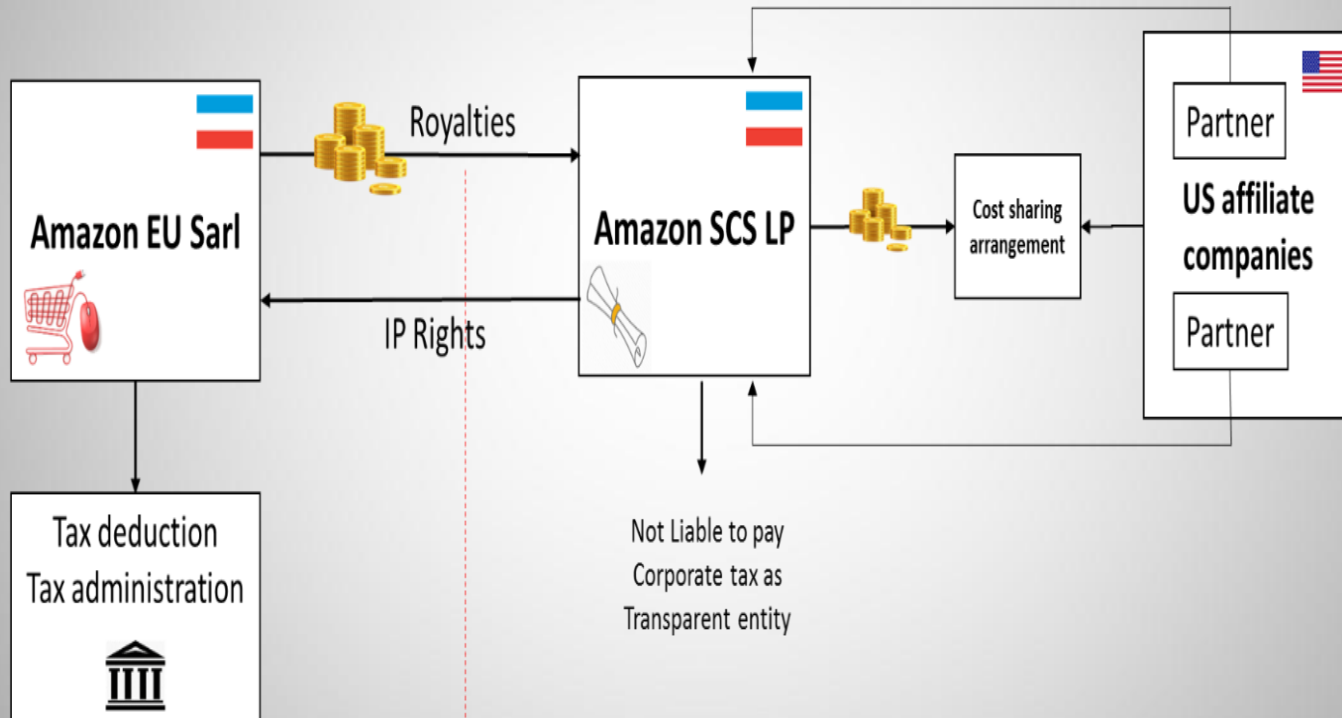 Royalties
Amazon EU Sarl
IP Rights
Tax deduction
Tax administration
Amazon SCS LP
Not Liable to pay
Corporate tax as
Transparent entity
Cost sharing
arrangement
Partner
US affiliate
companies
Partner